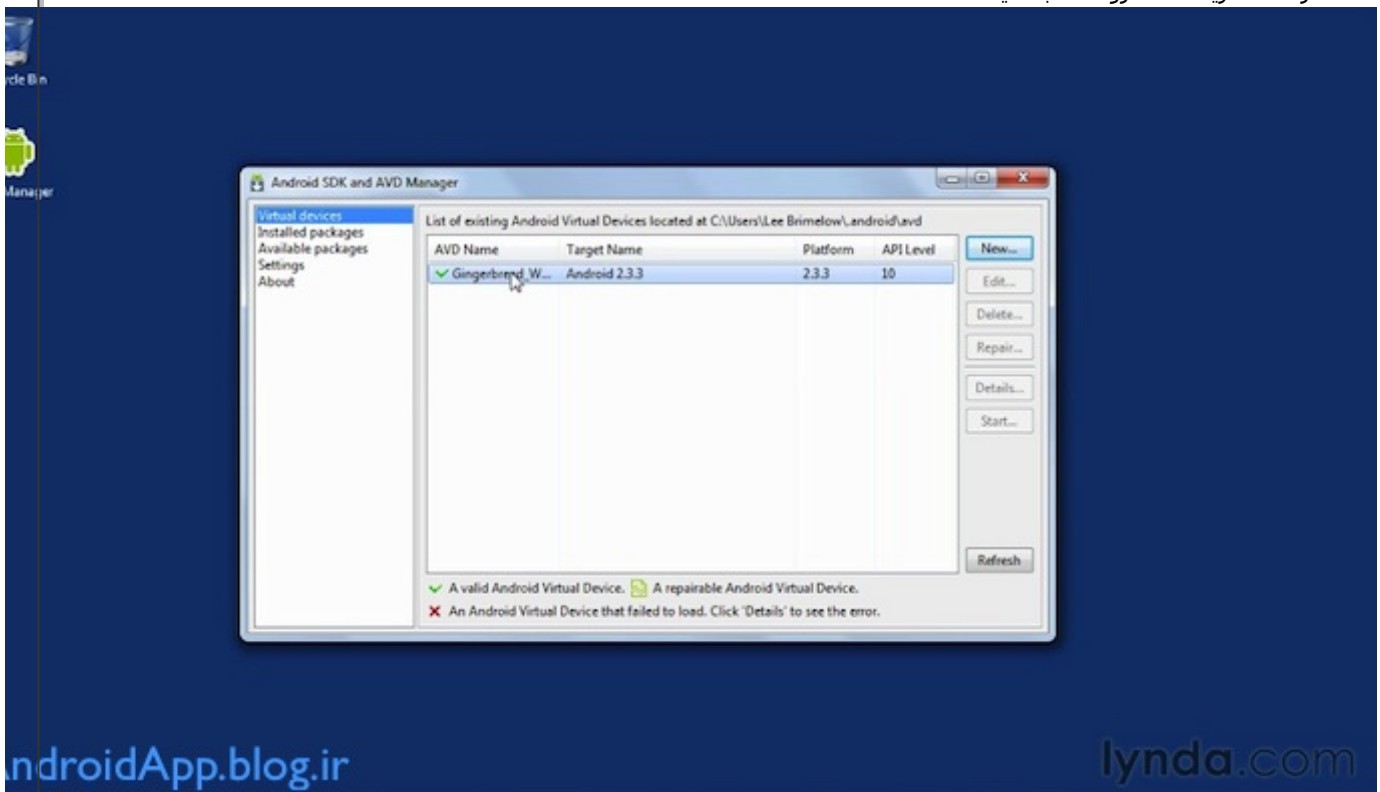 rcle Bin
Manager
Android SDK and AVD Manager
Virtual devices
Installed packages
Available packages
Settings
About
List of existing Android Virtual Devices located at C:\Users\Lee Brimelow\.android\avd
AVD Name Target Name Platform API Level
Gingerbread_W... Android 2.3.3 2.3.3 10
New...
Edit...
Delete...
Repair...
Details...
Start...
Refresh
A valid Android Virtual Device. A repairable Android Virtual Device.
An Android Virtual Device that failed to load. Click 'Details' to see the error.
ndroidApp.blog.ir
lynda.com